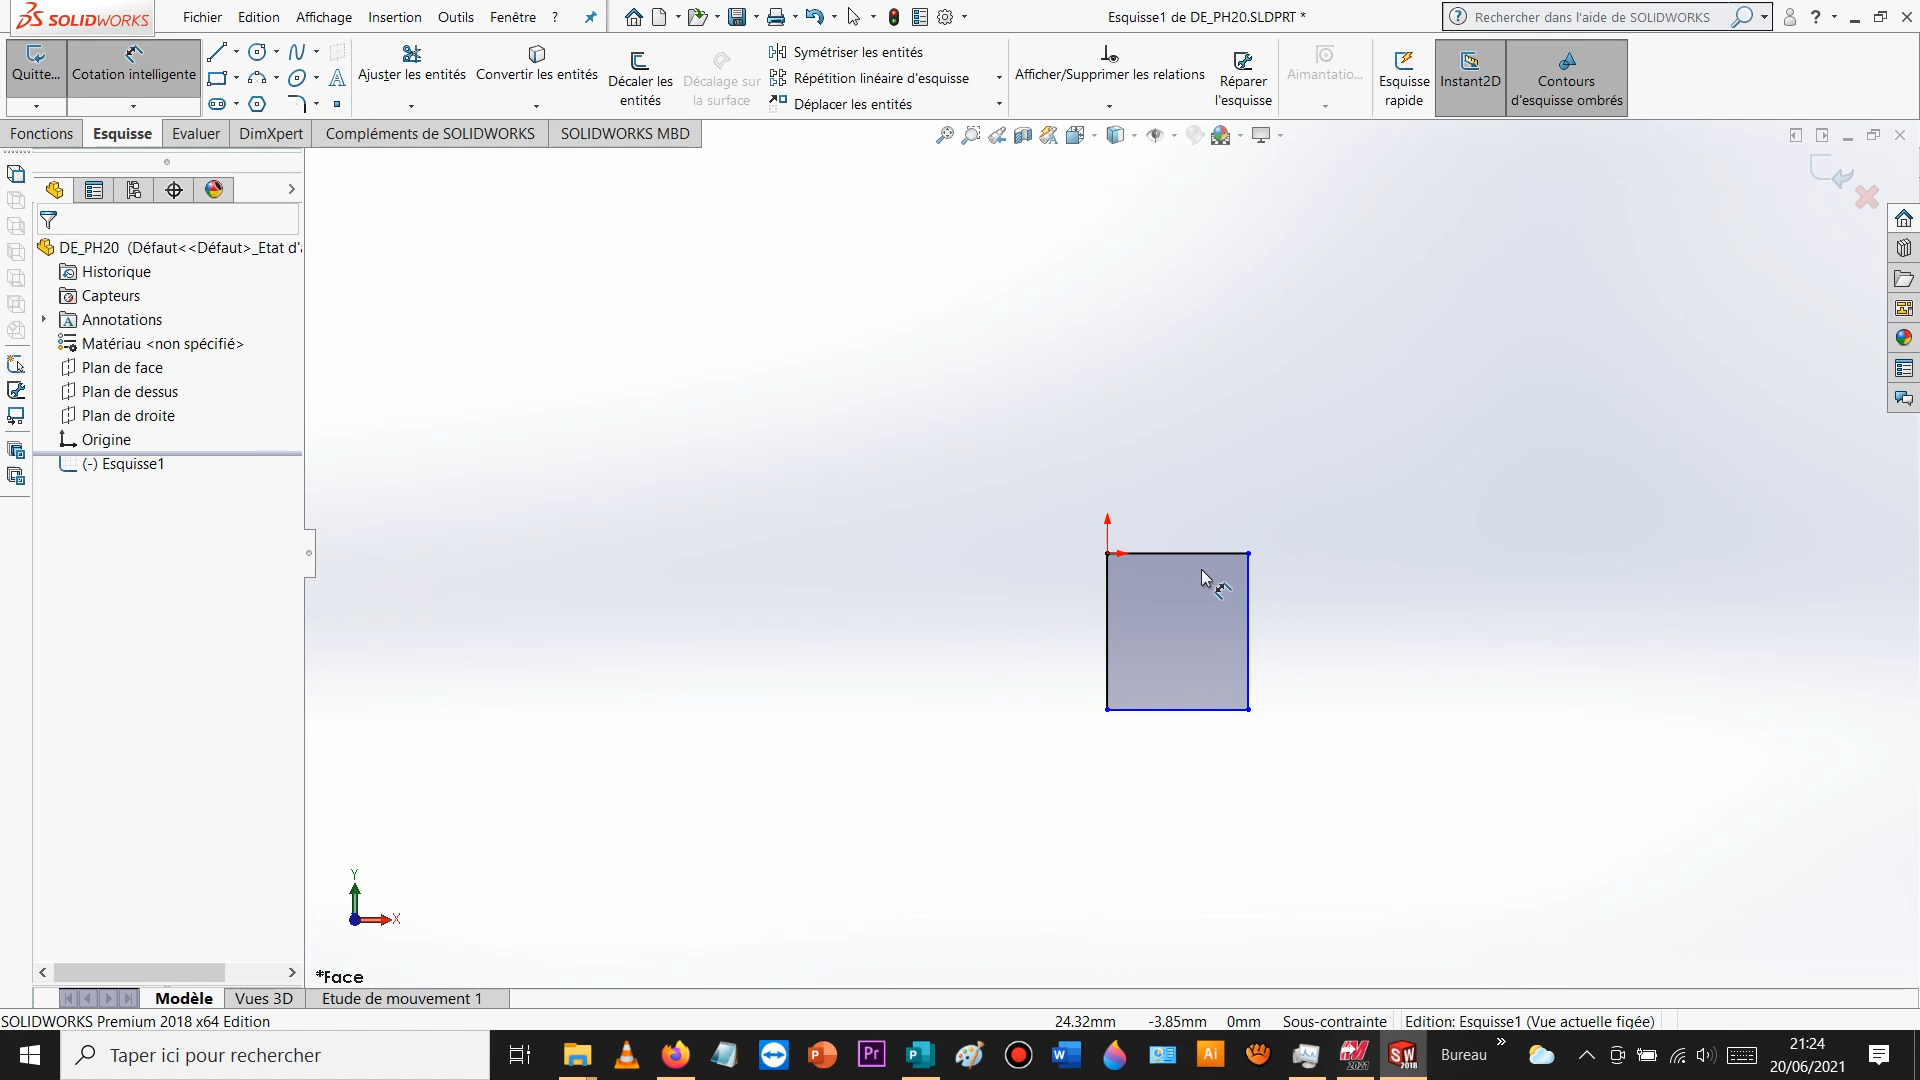 SOLIDWORKS Fichier Edition Affichage Insertion Outils Fenêtre ? Esquisse1 de DE_PH20.SLDPRT * Rechercher dans l'aide de SOLIDWORKS ?
Quitte... Cotation intelligente Ajuster les entités Convertir les entités Décaler les entités Décalage sur la surface
Symétriser les entités
Répétition linéaire d'esquisse
Déplacer les entités
Afficher/Supprimer les relations Réparer l'esquisse Aimantatio... Esquisse rapide Instant2D Contours d'esquisse ombrés
Fonctions Esquisse Evaluer DimXpert Compléments de SOLIDWORKS SOLIDWORKS MBD
DE_PH20 (Défaut<<Défaut>_Etat d'a
Historique
Capteurs
A Annotations
Matériau <non spécifié>
Plan de face
Plan de dessus
Plan de droite
Origine
(-) Esquisse1
Y
X
*Face
Modèle Vues 3D Etude de mouvement 1
SOLIDWORKS Premium 2018 x64 Edition 24.32mm -3.85mm 0mm Sous-contrainte Edition: Esquisse1 (Vue actuelle figée)
Taper ici pour rechercher Pr Ai 2021 SW 2018 Bureau » 21:24
20/06/2021